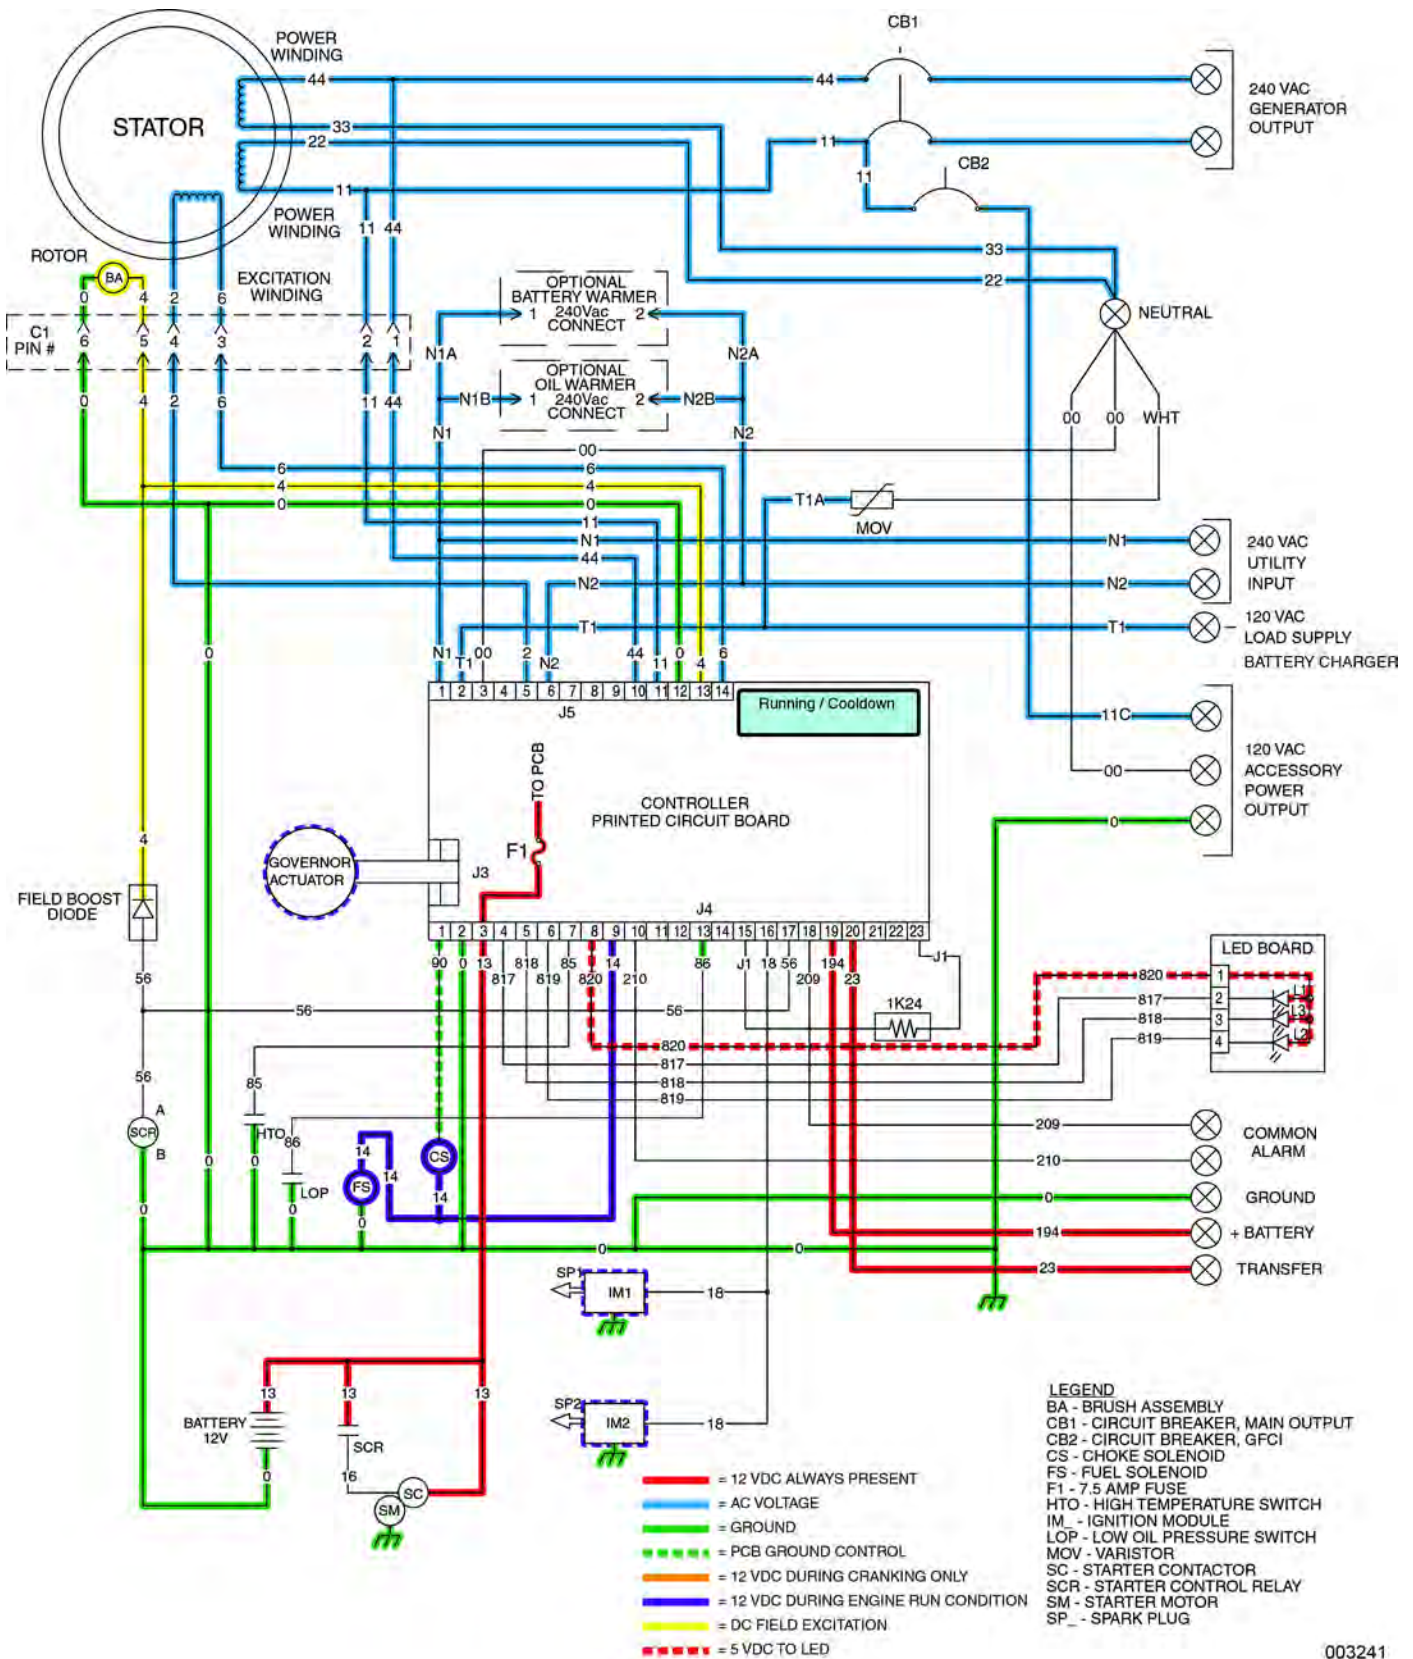 CB1
POWER
WINDING
44
44
240 VAC
GENERATOR
OUTPUT
STATOR
33
22
11
CB2
11
11
POWER
WINDING
11
44
33
22
ROTOR
BA
EXCITATION
WINDING
0
4
2
6
C1
PIN #
6
5
4
3
2
1
0
4
2
6
11
44
OPTIONAL
BATTERY WARMER
1
240Vac
2
CONNECT
N1A
N2A
OPTIONAL
OIL WARMER
N1B
1
240Vac
2
N2B
CONNECT
N1
N2
NEUTRAL
00
00
WHT
00
6
6
4
4
0
0
11
N1
44
N2
T1
T1A
MOV
N1
N2
T1
240 VAC
UTILITY
INPUT
120 VAC
LOAD SUPPLY
BATTERY CHARGER
0
N1
T1
00
2
N2
44
11
0
4
6
1
2
3
4
5
6
7
8
9
10
11
12
13
14
J5
Running / Cooldown
11C
00
0
120 VAC
ACCESSORY
POWER
OUTPUT
TO PCB
F1
CONTROLLER
PRINTED CIRCUIT BOARD
4
GOVERNOR
ACTUATOR
J3
J4
FIELD BOOST
DIODE
1
2
3
4
5
6
7
8
9
10
11
12
13
14
15
16
17
18
19
20
21
22
23
90
0
13
817
818
819
85
820
14
210
86
J1
18
56
209
194
23
J1
1K24
LED BOARD
820
1
817
2
818
3
819
4
L1
L3
L2
56
56
56
820
817
818
819
56
85
A
SCR
B
HTO
86
LOP
14
14
FS
CS
14
0
0
0
0
0
0
0
209
210
COMMON
ALARM
0
GROUND
194
+ BATTERY
23
TRANSFER
SP1
IM1
18
SP2
IM2
18
13
13
13
BATTERY
12V
0
SCR
16
SC
SM
= 12 VDC ALWAYS PRESENT
= AC VOLTAGE
= GROUND
= PCB GROUND CONTROL
= 12 VDC DURING CRANKING ONLY
= 12 VDC DURING ENGINE RUN CONDITION
= DC FIELD EXCITATION
= 5 VDC TO LED
LEGEND
BA - BRUSH ASSEMBLY
CB1 - CIRCUIT BREAKER, MAIN OUTPUT
CB2 - CIRCUIT BREAKER, GFCI
CS - CHOKE SOLENOID
FS - FUEL SOLENOID
F1 - 7.5 AMP FUSE
HTO - HIGH TEMPERATURE SWITCH
IM_ - IGNITION MODULE
LOP - LOW OIL PRESSURE SWITCH
MOV - VARISTOR
SC - STARTER CONTACTOR
SCR - STARTER CONTROL RELAY
SM - STARTER MOTOR
SP_ - SPARK PLUG
003241